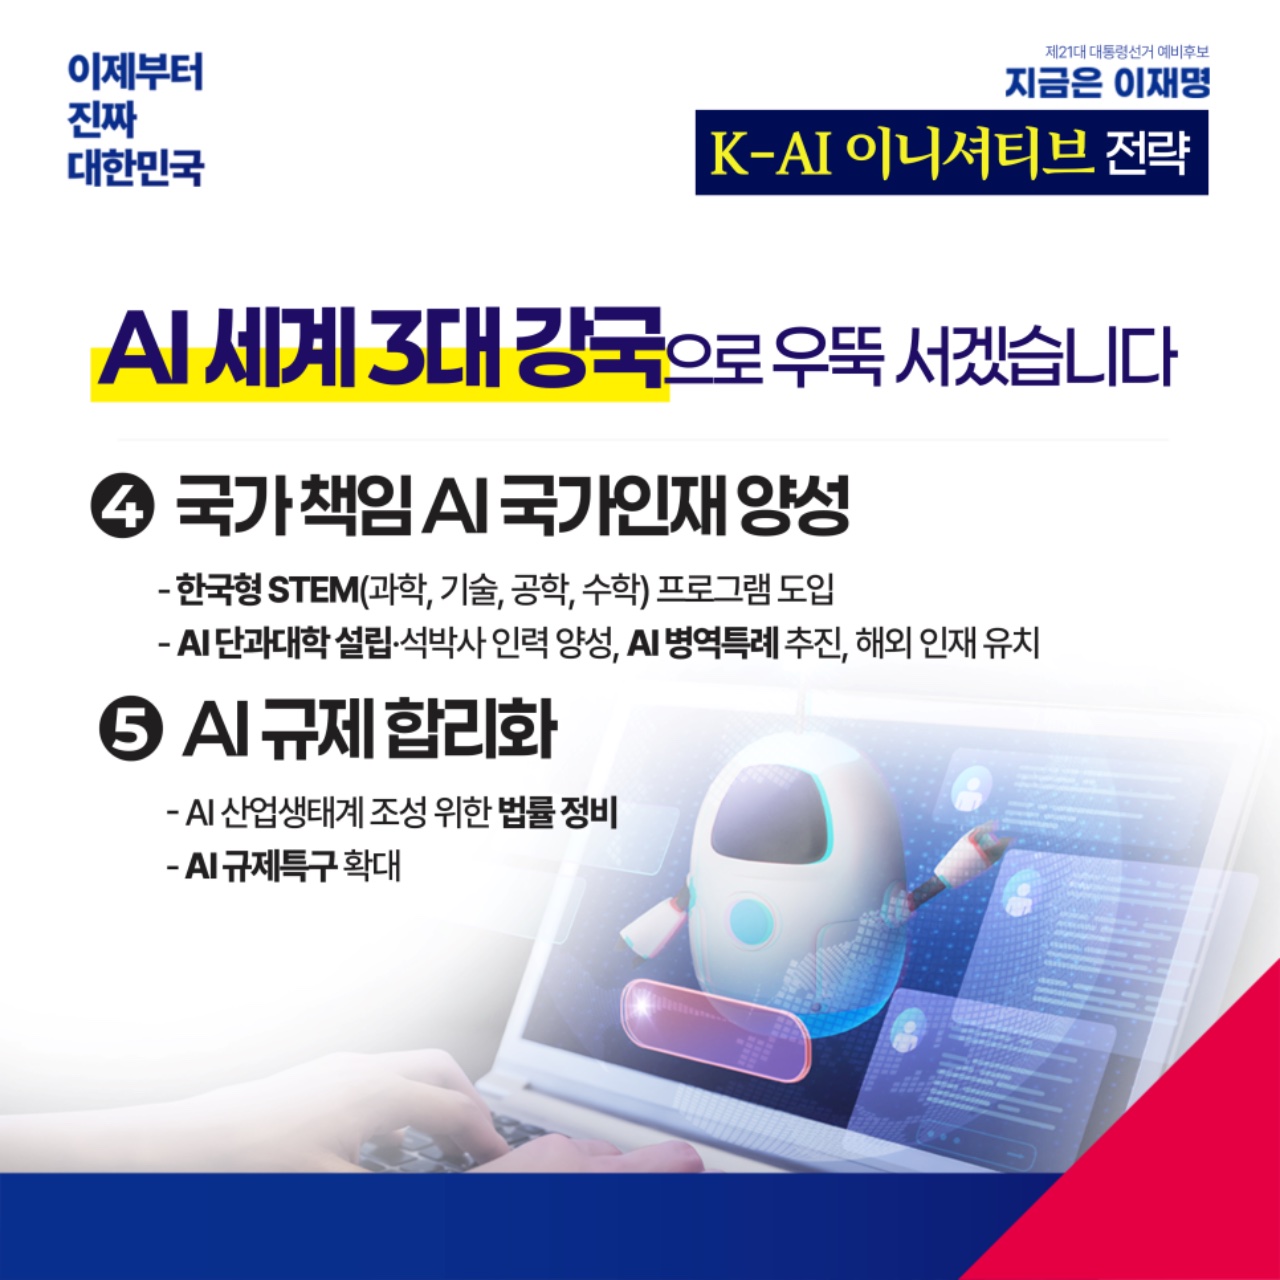 이제부터
진짜
대한민국
제21대 대통령선거 예비후보
지금은 이재명
K-AI 이니셔티브 전략
AI 세계 3대 강국으로 우뚝 서겠습니다
❹ 국가 책임 AI 국가인재 양성
- 한국형 STEM(과학, 기술, 공학, 수학) 프로그램 도입
- AI 단과대학 설립·석박사 인력 양성, AI 병역특례 추진, 해외 인재 유치
❺ AI 규제 합리화
- AI 산업생태계 조성 위한 법률 정비
- AI 규제특구 확대